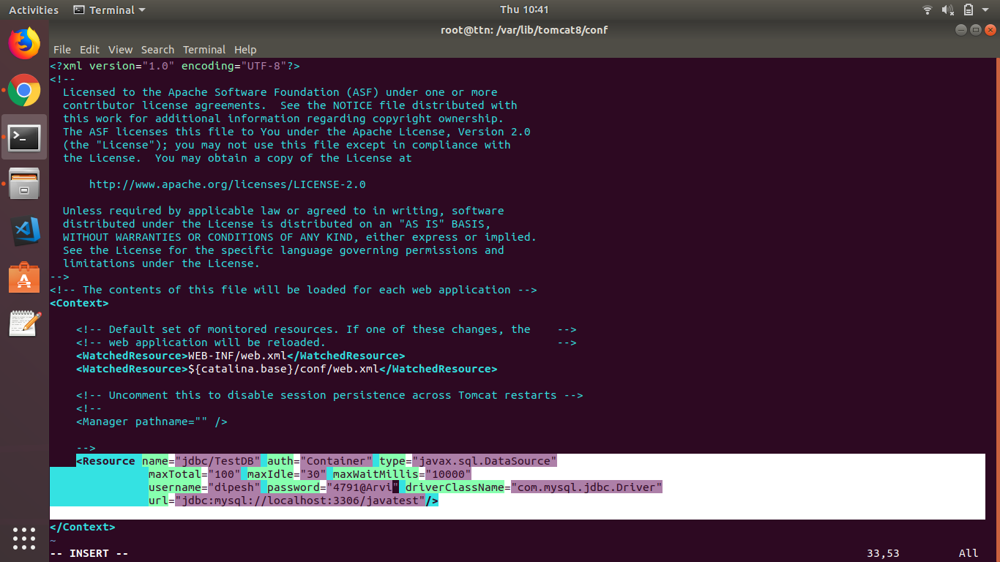 Activities Terminal Thu 10:41
root@ttn: /var/lib/tomcat8/conf
File Edit View Search Terminal Help
<?xml version="1.0" encoding="UTF-8"?>
<!--
  Licensed to the Apache Software Foundation (ASF) under one or more
  contributor license agreements.  See the NOTICE file distributed with
  this work for additional information regarding copyright ownership.
  The ASF licenses this file to You under the Apache License, Version 2.0
  (the "License"); you may not use this file except in compliance with
  the License.  You may obtain a copy of the License at
      http://www.apache.org/licenses/LICENSE-2.0
  Unless required by applicable law or agreed to in writing, software
  distributed under the License is distributed on an "AS IS" BASIS,
  WITHOUT WARRANTIES OR CONDITIONS OF ANY KIND, either express or implied.
  See the License for the specific language governing permissions and
  limitations under the License.
-->
<!-- The contents of this file will be loaded for each web application -->
<Context>
    <!-- Default set of monitored resources. If one of these changes, the    -->
    <!-- web application will be reloaded.                                   -->
    <WatchedResource>WEB-INF/web.xml</WatchedResource>
    <WatchedResource>${catalina.base}/conf/web.xml</WatchedResource>
    <!-- Uncomment this to disable session persistence across Tomcat restarts -->
    <!--
    <Manager pathname="" />
    -->
    <Resource name="jdbc/TestDB" auth="Container" type="javax.sql.DataSource"
               maxTotal="100" maxIdle="30" maxWaitMillis="10000"
               username="dipesh" password="4791@Arvi" driverClassName="com.mysql.jdbc.Driver"
               url="jdbc:mysql://localhost:3306/javatest"/>
</Context>
~
-- INSERT -- 33,53 All